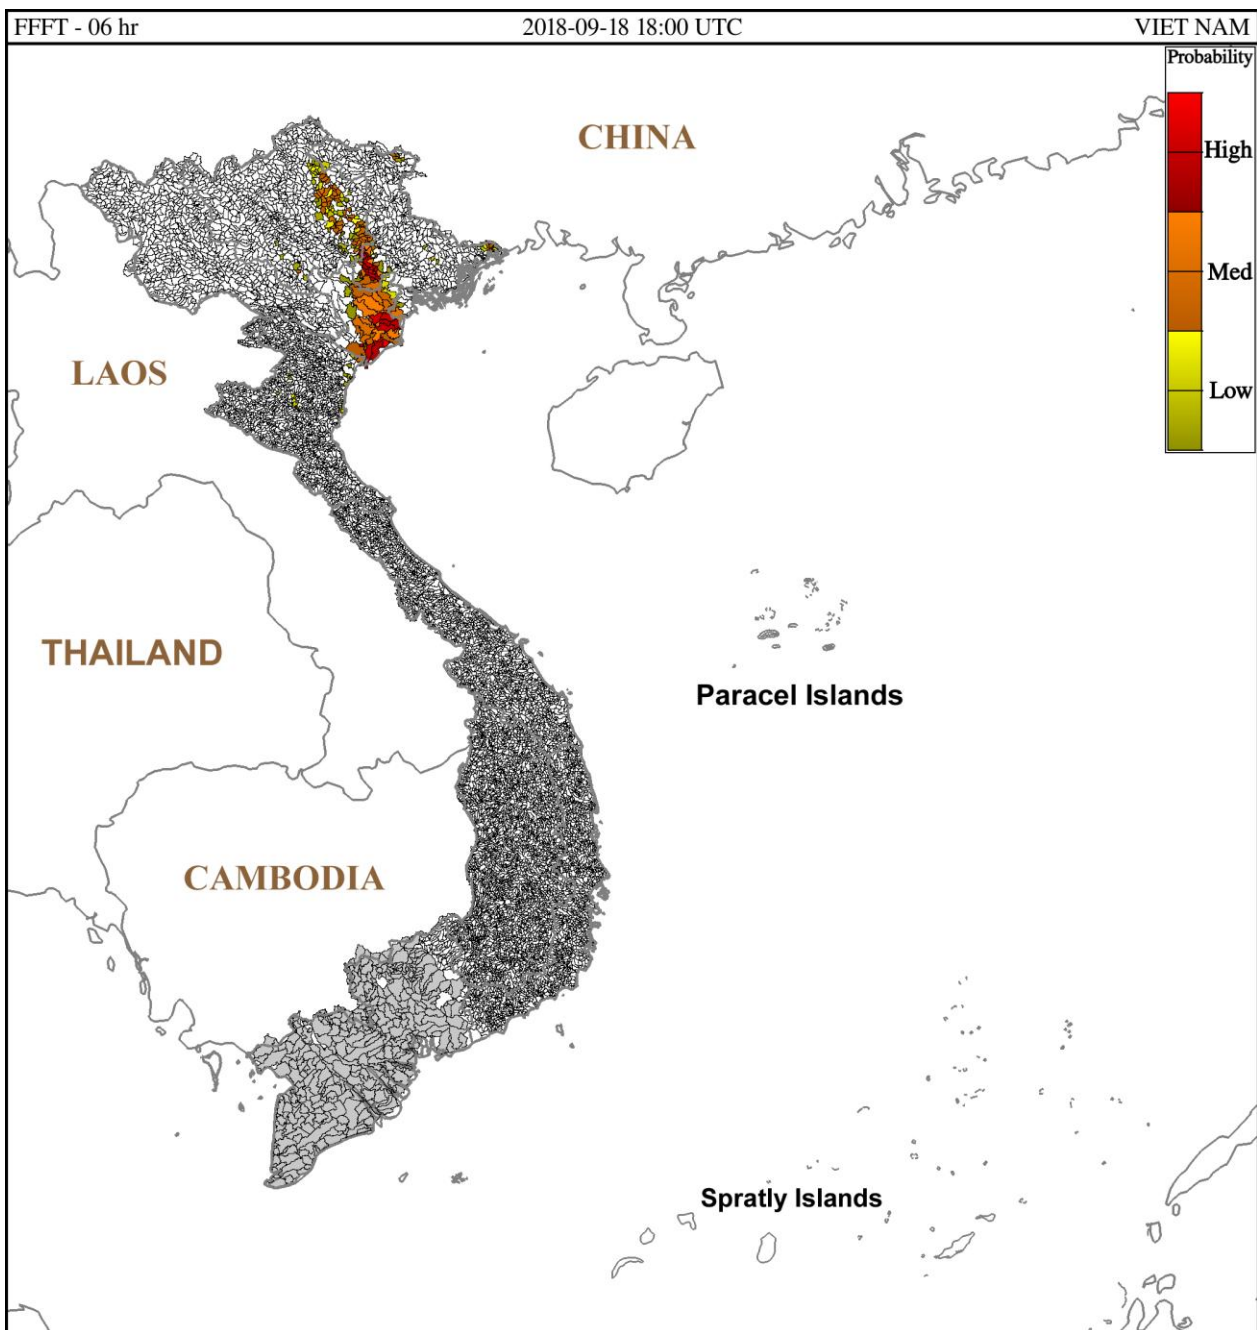 FFFT - 06 hr
2018-09-18 18:00 UTC
VIET NAM
Probability
CHINA
High
Med
LAOS
Low
THAILAND
Paracel Islands
CAMBODIA
Spratly Islands